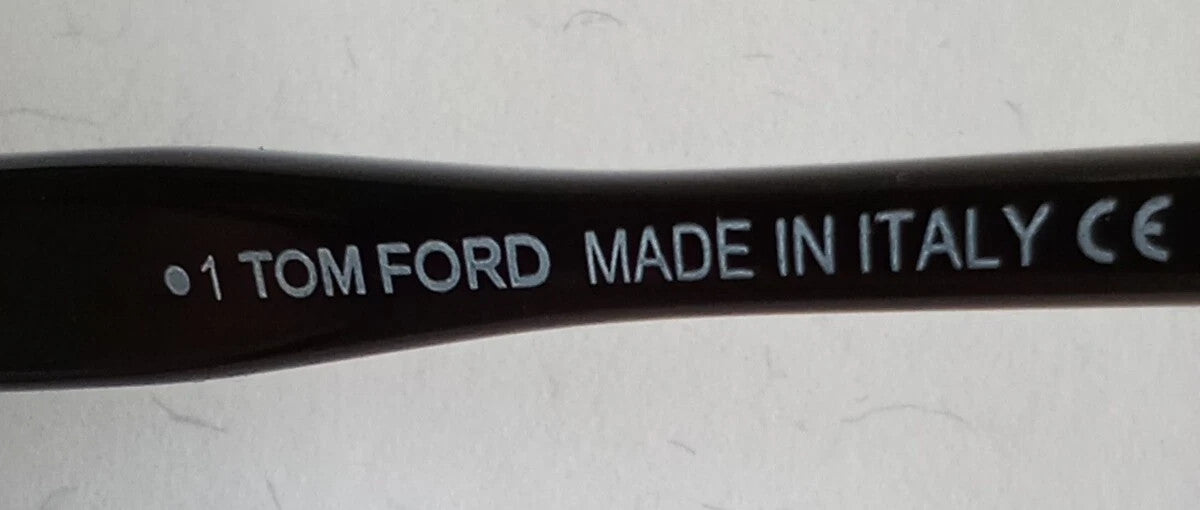 •1 TOM FORD MADE IN ITALY CE